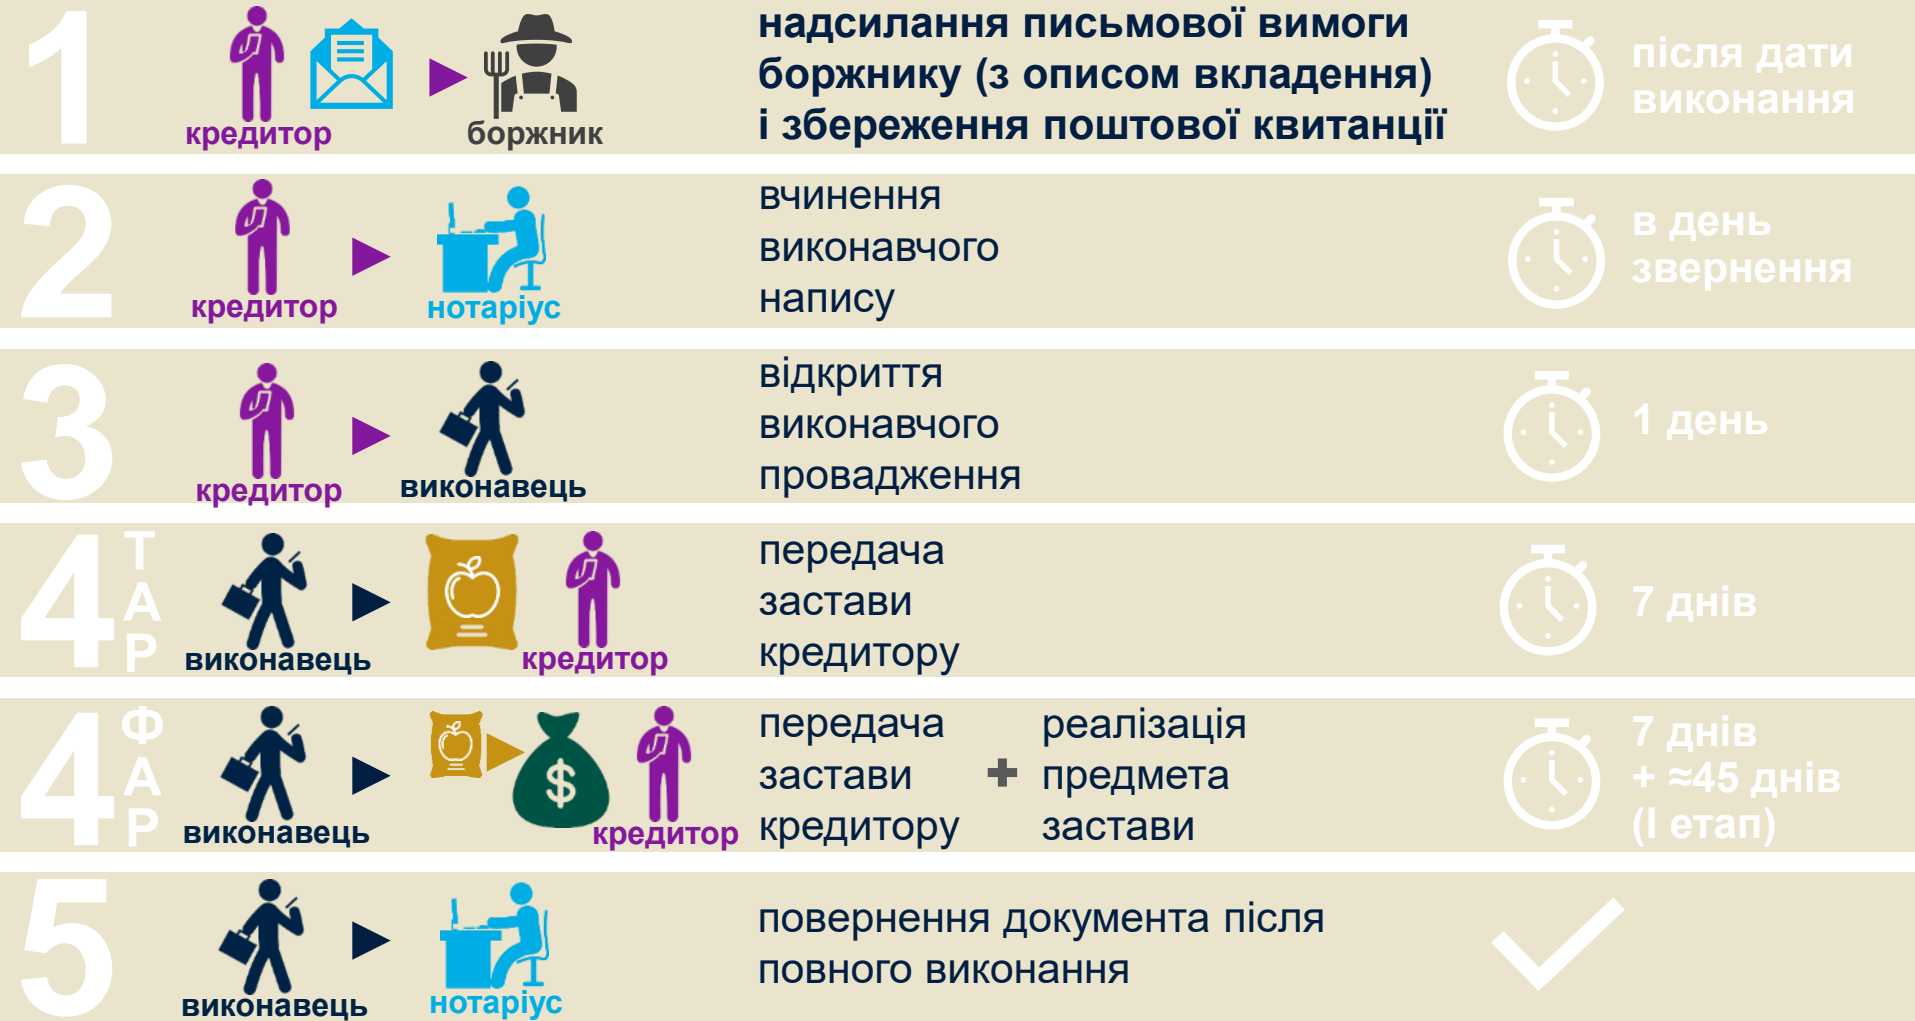 1
кредитор
боржник
надсилання письмової вимоги
боржнику (з описом вкладення)
і збереження поштової квитанції
після дати
виконання
2
кредитор
нотаріус
вчинення
виконавчого
напису
в день
звернення
3
кредитор
виконавець
відкриття
виконавчого
провадження
1 день
4
Т
А
Р
виконавець
кредитор
передача
застави
кредитору
7 днів
4
Ф
А
Р
виконавець
$
кредитор
передача
застави
кредитору
+
реалізація
предмета
застави
7 днів
+ ≈45 днів
(І етап)
5
виконавець
нотаріус
повернення документа після
повного виконання